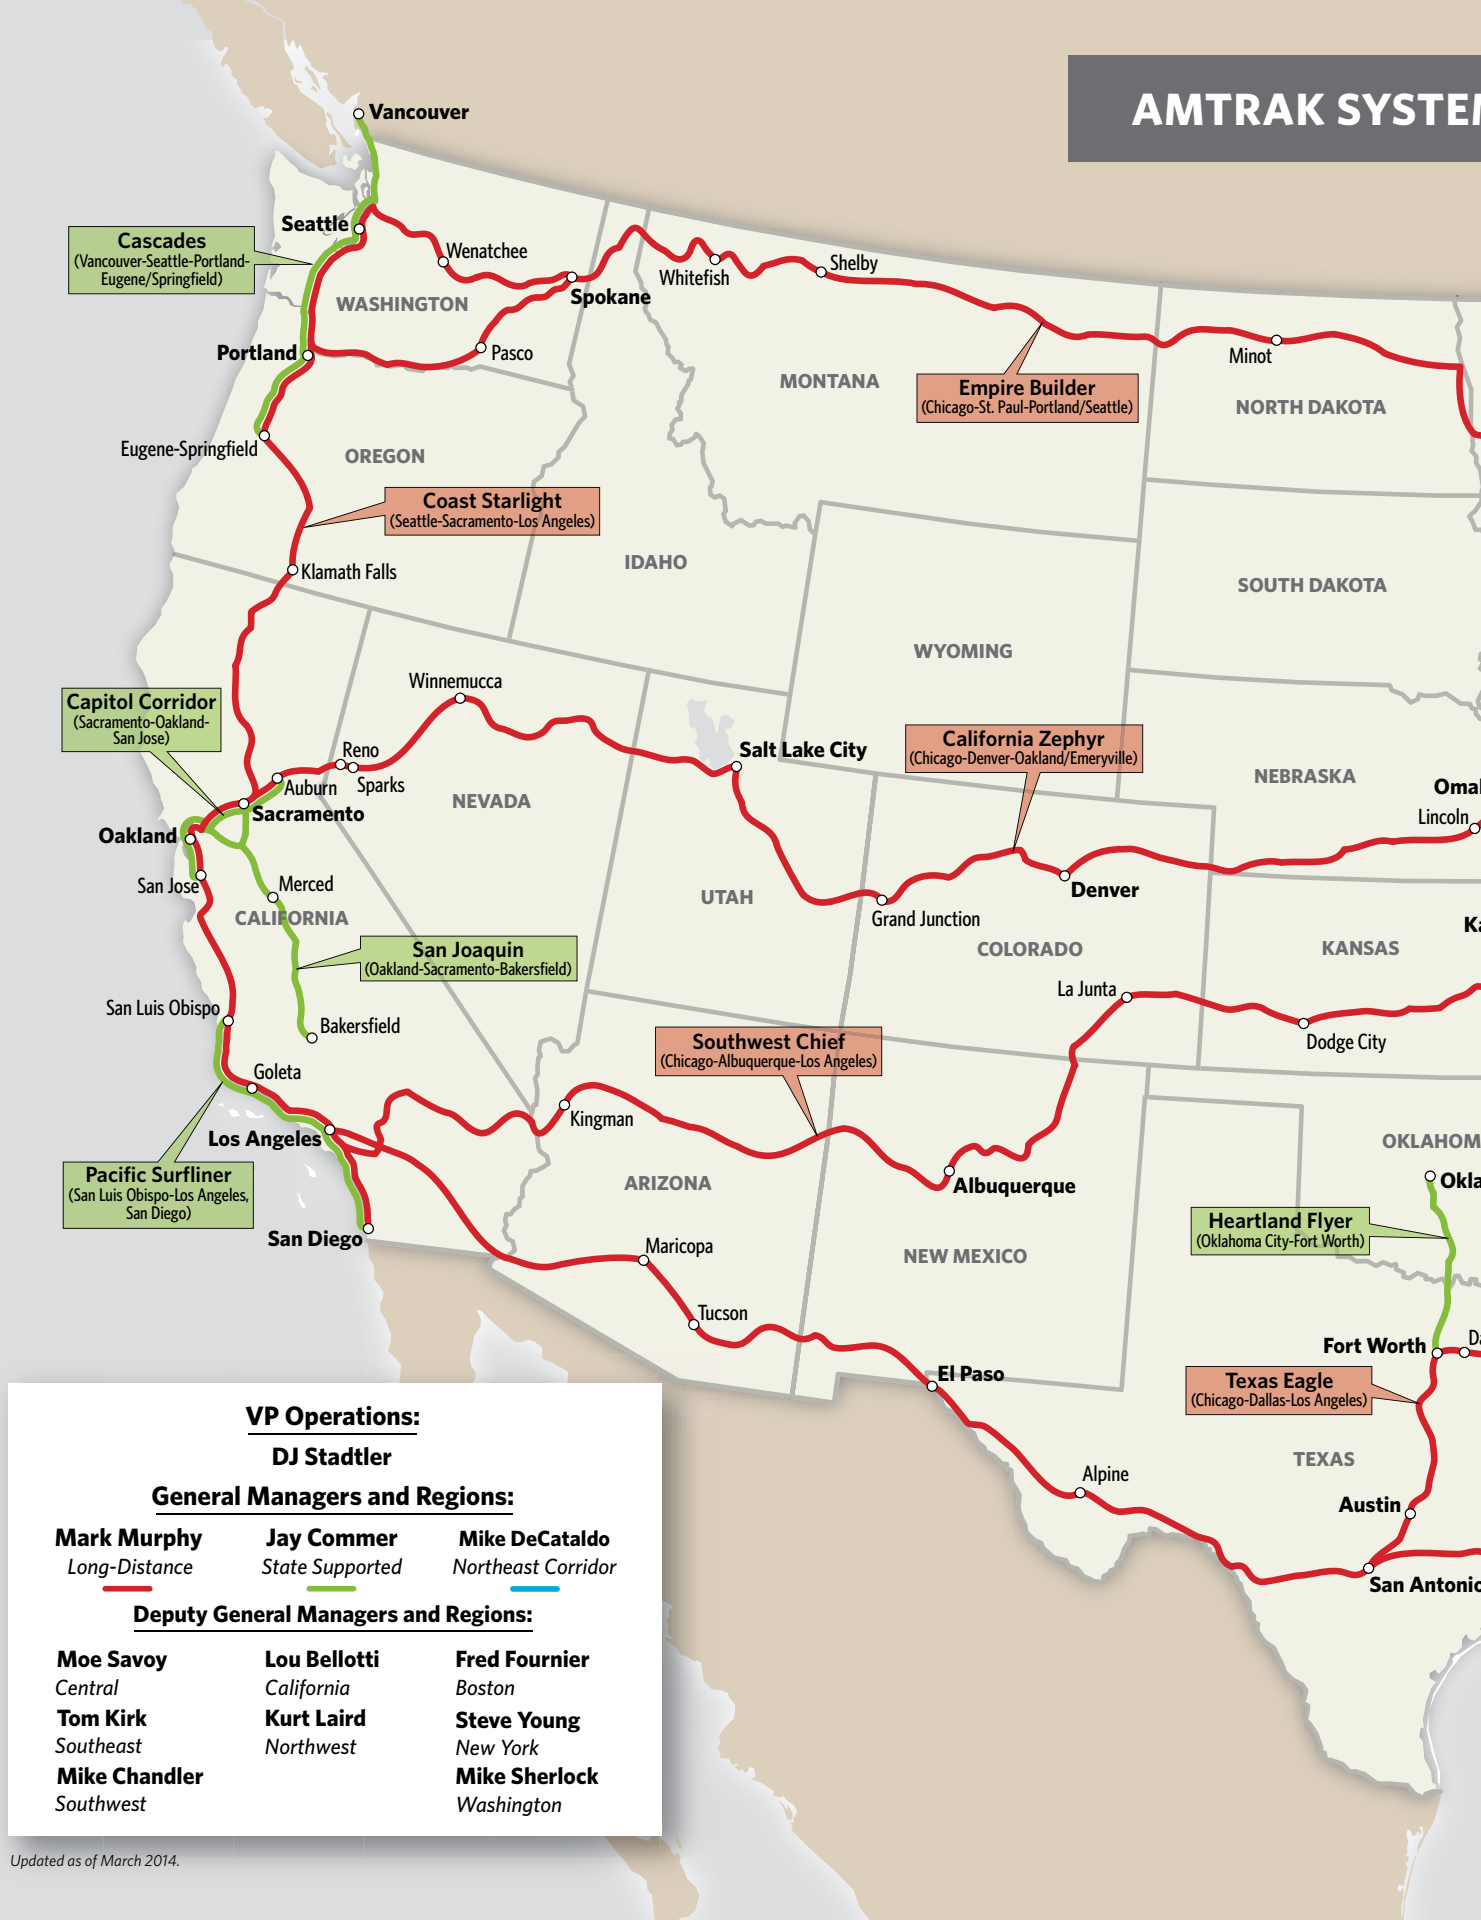 AMTRAK SYSTE
Vancouver
Seattle
Cascades
(Vancouver-Seattle-Portland-
Eugene/Springfield)
Wenatchee
Whitefish
Shelby
Spokane
WASHINGTON
Portland
Pasco
Minot
MONTANA
Empire Builder
(Chicago-St. Paul-Portland/Seattle)
NORTH DAKOTA
Eugene-Springfield
OREGON
Coast Starlight
(Seattle-Sacramento-Los Angeles)
IDAHO
Klamath Falls
SOUTH DAKOTA
WYOMING
Winnemucca
Capitol Corridor
(Sacramento-Oakland-
San Jose)
Reno
Salt Lake City
California Zephyr
(Chicago-Denver-Oakland/Emeryville)
Auburn
Sparks
NEVADA
NEBRASKA
Oma
Sacramento
Lincoln
Oakland
San Jose
Merced
UTAH
Denver
Grand Junction
CALIFORNIA
San Joaquin
(Oakland-Sacramento-Bakersfield)
COLORADO
KANSAS
Ka
La Junta
San Luis Obispo
Bakersfield
Southwest Chief
(Chicago-Albuquerque-Los Angeles)
Dodge City
Goleta
Kingman
Los Angeles
OKLAHOM
Pacific Surfliner
(San Luis Obispo-Los Angeles,
San Diego)
ARIZONA
Albuquerque
Okla
San Diego
Maricopa
NEW MEXICO
Heartland Flyer
(Oklahoma City-Fort Worth)
Tucson
Fort Worth
Da
El Paso
Texas Eagle
(Chicago-Dallas-Los Angeles)
TEXAS
Alpine
Austin
San Antonio
VP Operations:
DJ Stadtler
General Managers and Regions:
Mark Murphy
Long-Distance
Jay Commer
State Supported
Mike DeCataldo
Northeast Corridor
Deputy General Managers and Regions:
Moe Savoy
Central
Tom Kirk
Southeast
Mike Chandler
Southwest
Lou Bellotti
California
Kurt Laird
Northwest
Fred Fournier
Boston
Steve Young
New York
Mike Sherlock
Washington
Updated as of March 2014.